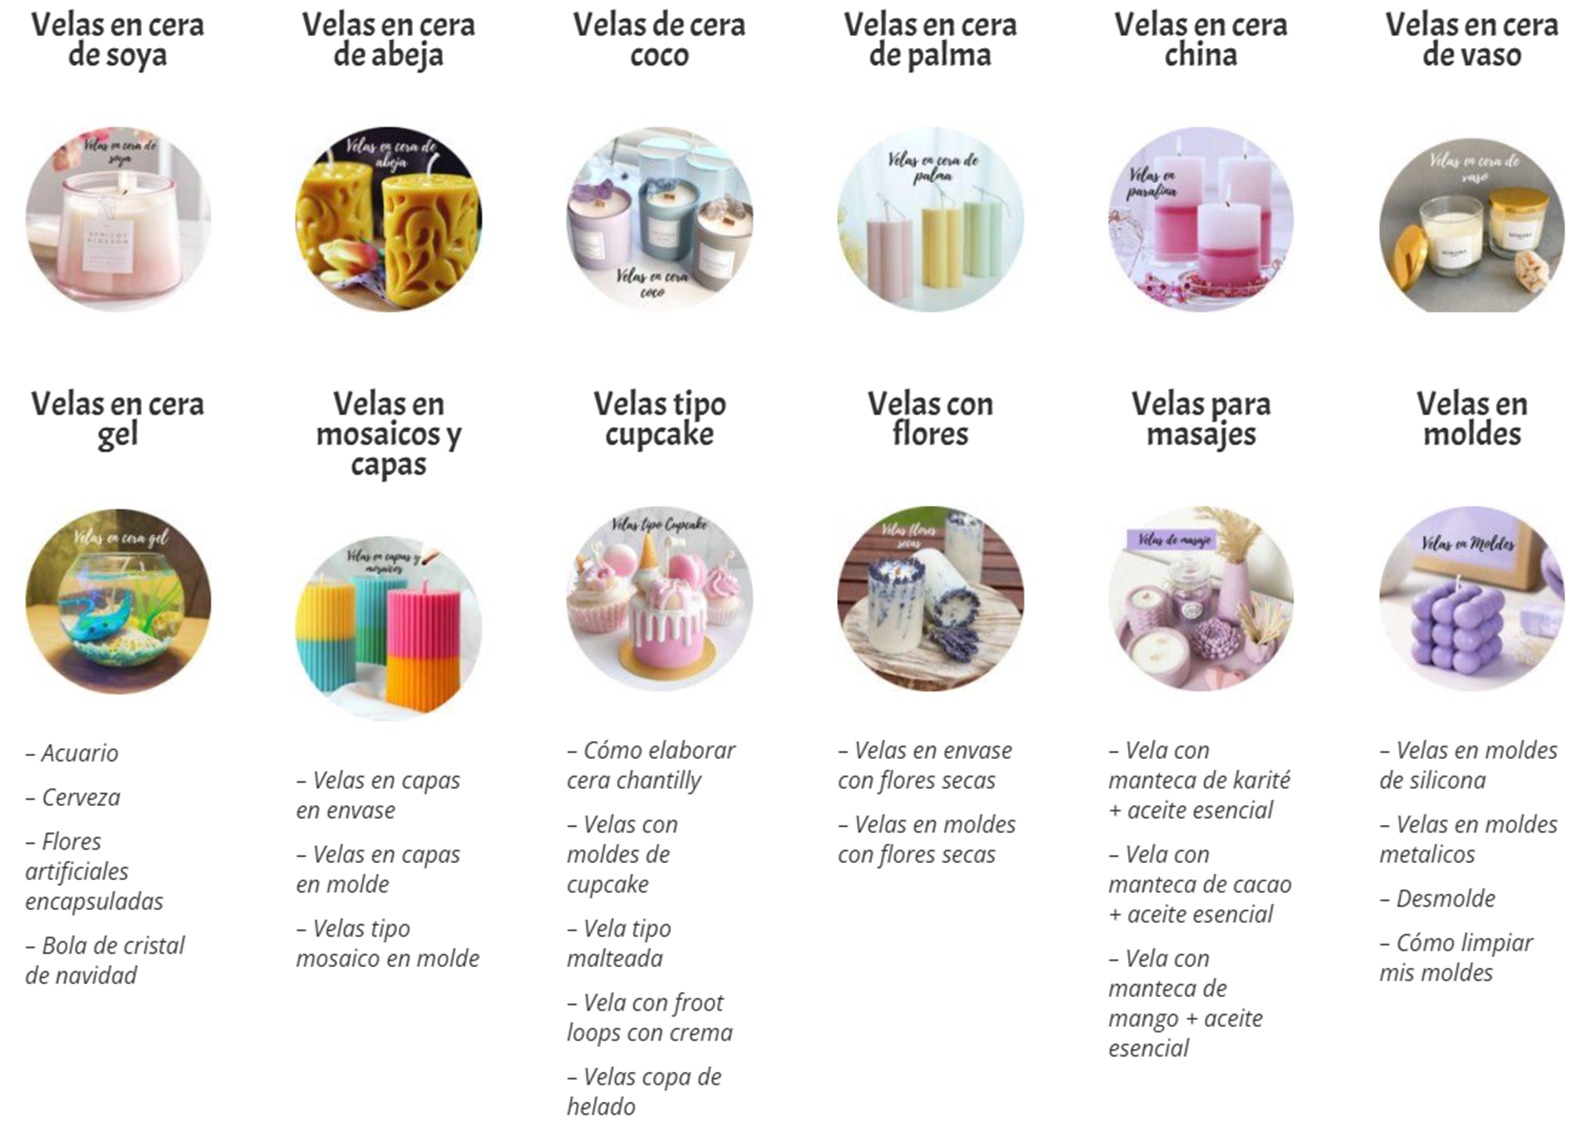 Velas en cera
de soya
Velas en cera
de abeja
Velas de cera
coco
Velas en cera
de palma
Velas en cera
china
Velas en cera
de vaso
Velas en cera de
soya
APRICOT
BLOSSOM
Velas en cera de
abeja
Velas en cera
coco
Velas en cera de
palma
Velas en
parafina
Velas en cera de
vaso
Velas en cera
gel
Velas en
mosaicos y
capas
Velas tipo
cupcake
Velas con
flores
Velas para
masajes
Velas en
moldes
Velas en cera gel
Velas en capas y
mosaicos
Velas tipo Cupcake
Velas flores
secas
Velas de masaje
Velas en Moldes
– Acuario
– Cerveza
– Flores
artificiales
encapsuladas
– Bola de cristal
de navidad
– Velas en capas
en envase
– Velas en capas
en molde
– Velas tipo
mosaico en molde
– Cómo elaborar
cera chantilly
– Velas con
moldes de
cupcake
– Vela tipo
malteada
– Vela con froot
loops con crema
– Velas copa de
helado
– Velas en envase
con flores secas
– Velas en moldes
con flores secas
– Vela con
manteca de karité
+ aceite esencial
– Vela con
manteca de cacao
+ aceite esencial
– Vela con
manteca de
mango + aceite
esencial
– Velas en moldes
de silicona
– Velas en moldes
metalicos
– Desmolde
– Cómo limpiar
mis moldes